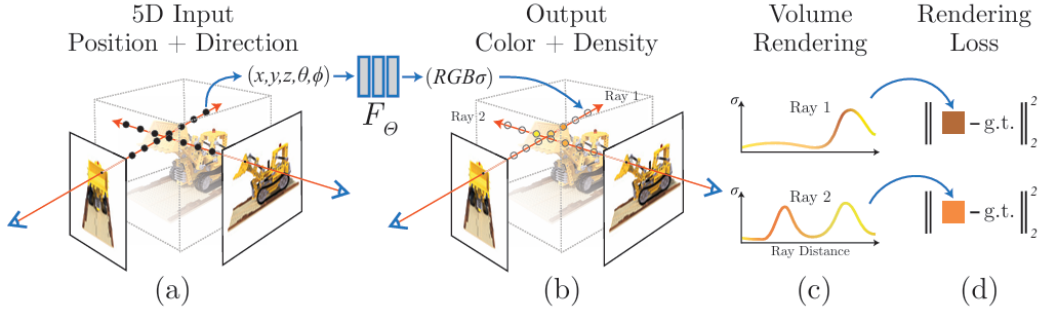 5D Input
Position + Direction
Output
Color + Density
Volume
Rendering
Rendering
Loss
(x,y,z,θ,ϕ)
F_Θ
(RGBσ)
Ray 1
Ray 2
σ
Ray 1
‖ - g.t. ‖²₂
σ
Ray 2
‖ - g.t. ‖²₂
Ray Distance
(a)
(b)
(c)
(d)